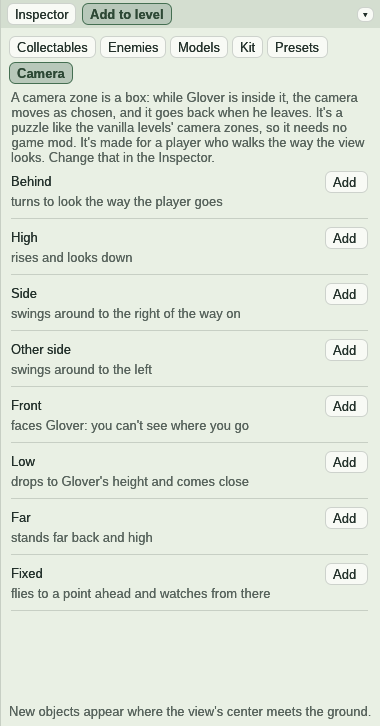 Inspector
Add to level
▾
Collectables
Enemies
Models
Kit
Presets
Camera
A camera zone is a box: while Glover is inside it, the camera
moves as chosen, and it goes back when he leaves. It's a
puzzle like the vanilla levels' camera zones, so it needs no
game mod. It's made for a player who walks the way the view
looks. Change that in the Inspector.
Behind
Add
turns to look the way the player goes
High
Add
rises and looks down
Side
Add
swings around to the right of the way on
Other side
Add
swings around to the left
Front
Add
faces Glover: you can't see where you go
Low
Add
drops to Glover's height and comes close
Far
Add
stands far back and high
Fixed
Add
flies to a point ahead and watches from there
New objects appear where the view's center meets the ground.